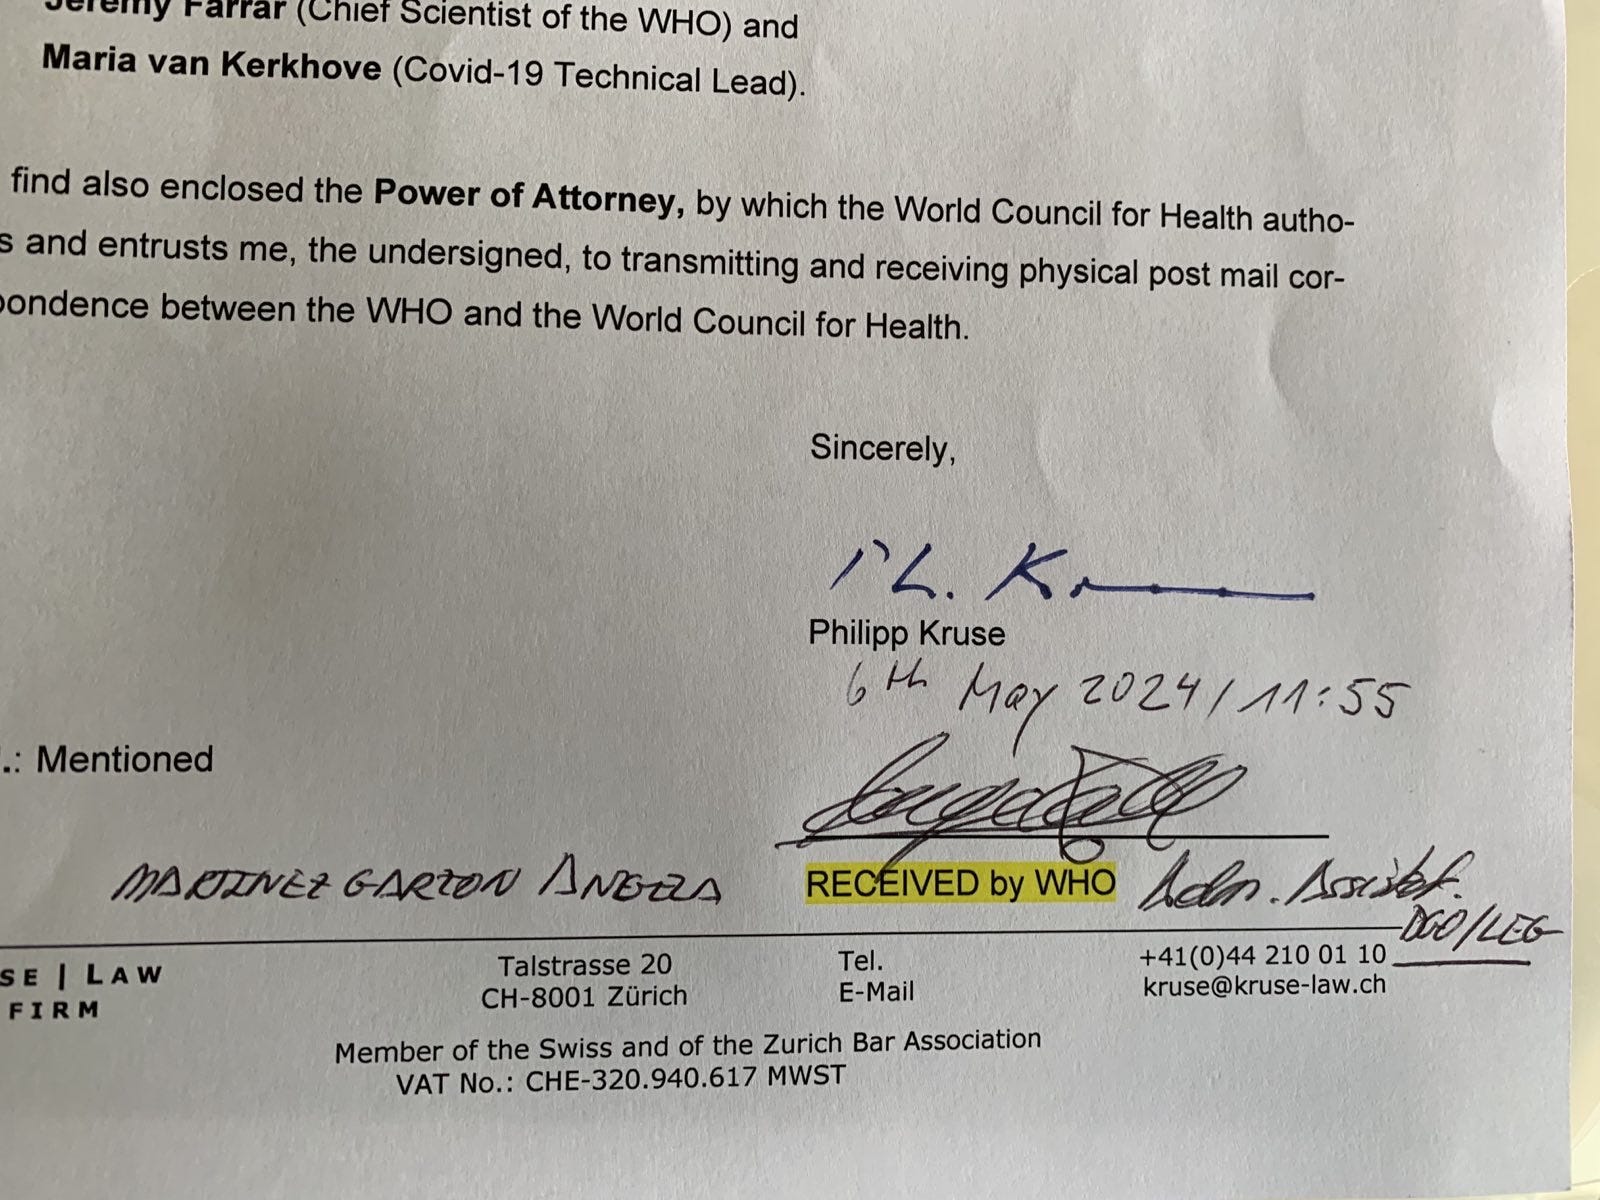 Jeremy Farrar (Chief Scientist of the WHO) and
Maria van Kerkhove (Covid-19 Technical Lead).
find also enclosed the Power of Attorney, by which the World Council for Health autho-
s and entrusts me, the undersigned, to transmitting and receiving physical post mail cor-
pondence between the WHO and the World Council for Health.
Sincerely,
Ph. K
Philipp Kruse
6th May 2024 / 11:55
.: Mentioned
MARTINEZ GARZON ANGELA
RECEIVED by WHO Adm. Assist.
DGO/LEG
SE | LAW
FIRM
Talstrasse 20
CH-8001 Zürich
Tel.
E-Mail
+41(0)44 210 01 10
kruse@kruse-law.ch
Member of the Swiss and of the Zurich Bar Association
VAT No.: CHE-320.940.617 MWST